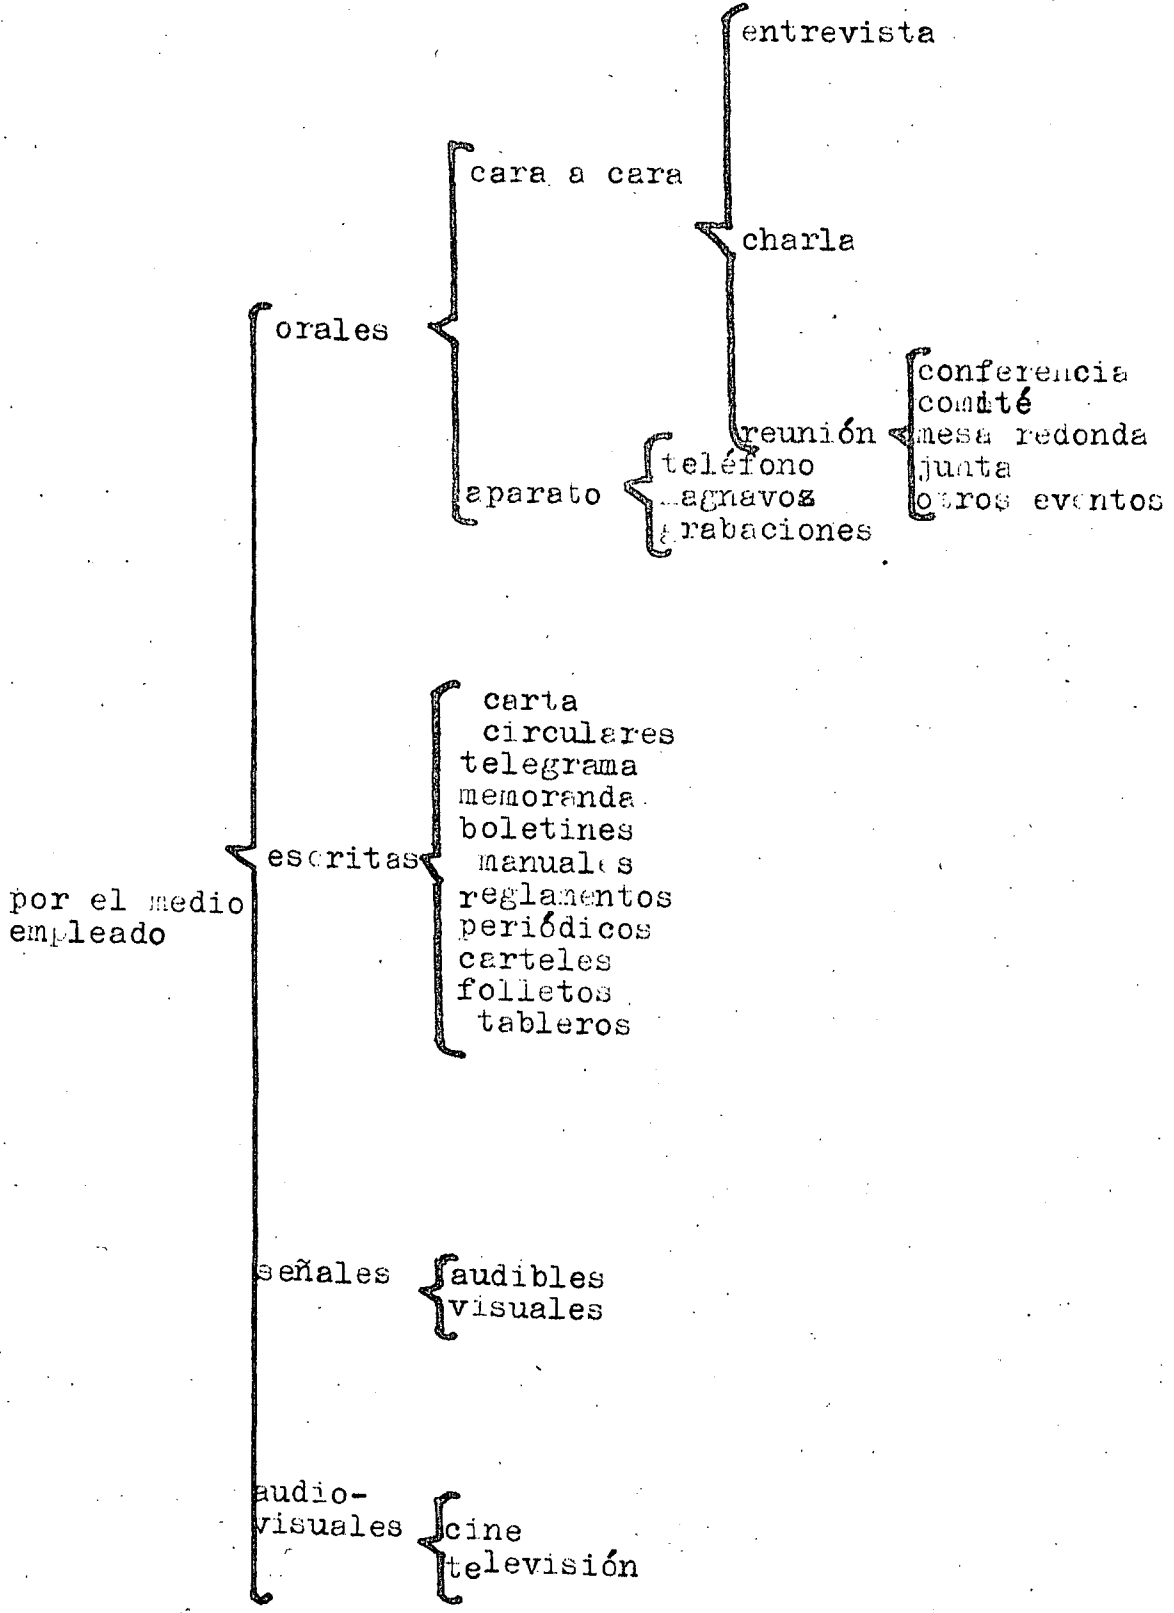 entrevista
cara a cara
charla
orales
conferencia
comité
reunión
mesa redonda
teléfono
junta
aparato
magnavoz
otros eventos
grabaciones
carta
circulares
telegrama
memoranda
boletines
escritas
manuales
por el medio
reglamentos
empleado
periódicos
carteles
folletos
tableros
señales
audibles
visuales
audio-
visuales
cine
televisión